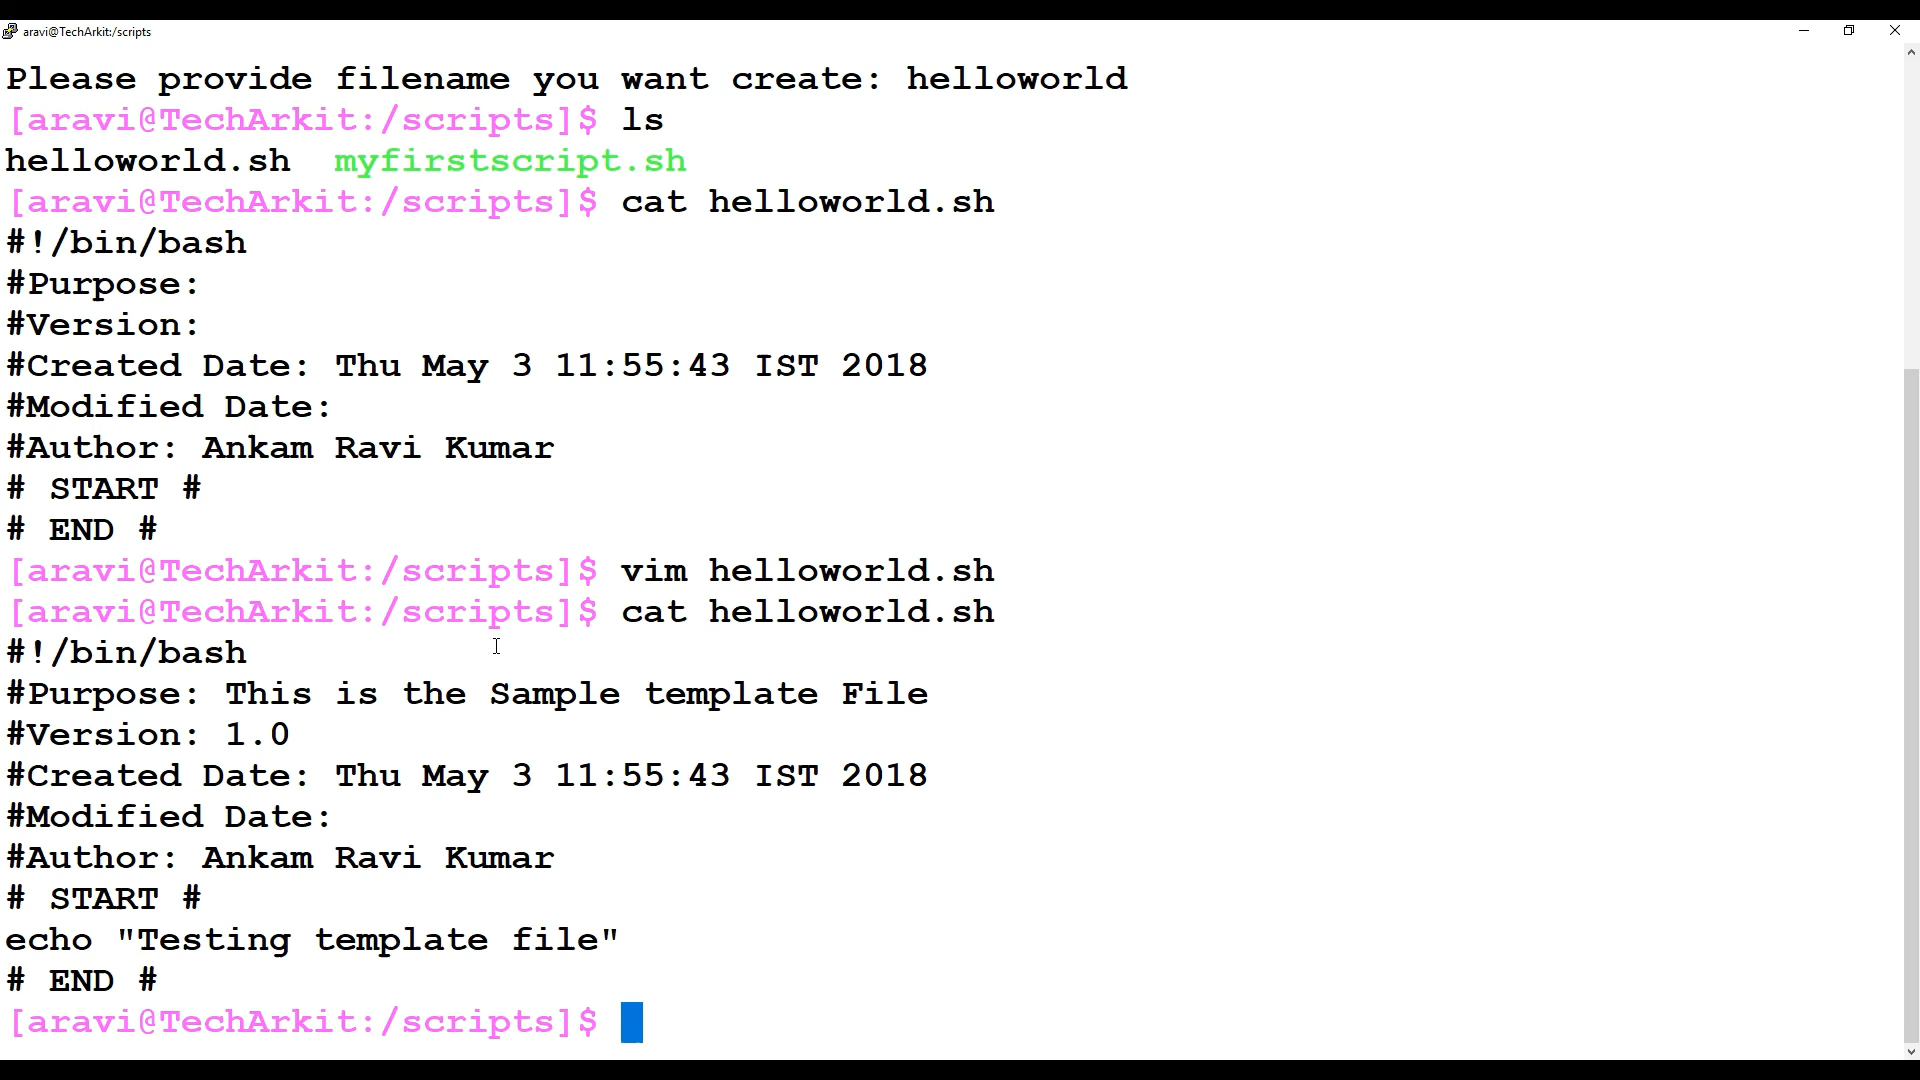 aravi@TechArkit:/scripts
Please provide filename you want create: helloworld
[aravi@TechArkit:/scripts]$ ls
helloworld.sh  myfirstscript.sh
[aravi@TechArkit:/scripts]$ cat helloworld.sh
#!/bin/bash
#Purpose:
#Version:
#Created Date: Thu May 3 11:55:43 IST 2018
#Modified Date:
#Author: Ankam Ravi Kumar
# START #
# END #
[aravi@TechArkit:/scripts]$ vim helloworld.sh
[aravi@TechArkit:/scripts]$ cat helloworld.sh
#!/bin/bash
#Purpose: This is the Sample template File
#Version: 1.0
#Created Date: Thu May 3 11:55:43 IST 2018
#Modified Date:
#Author: Ankam Ravi Kumar
# START #
echo "Testing template file"
# END #
[aravi@TechArkit:/scripts]$